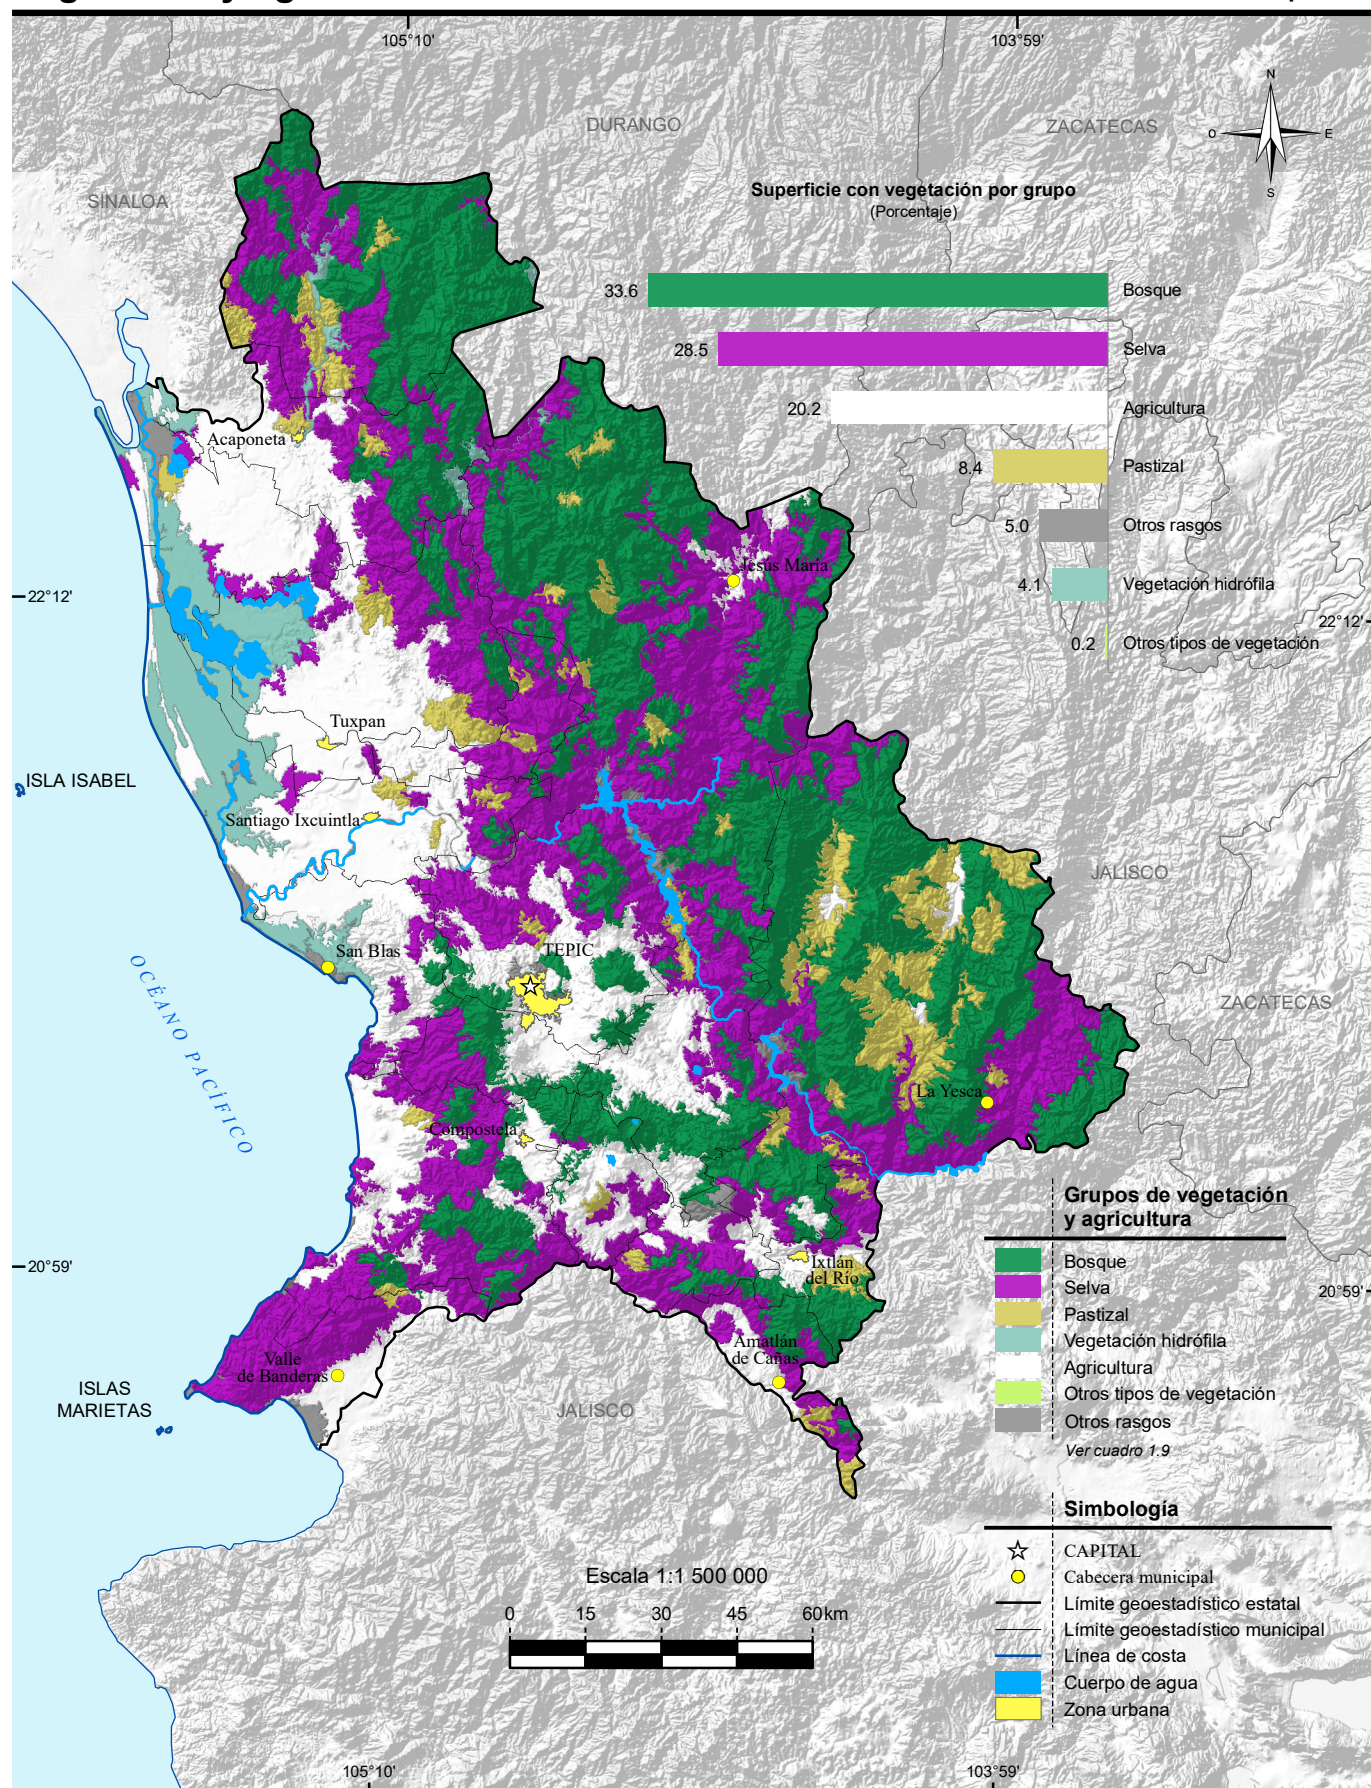 105°10'
103°59'
DURANGO
ZACATECAS
N
O
E
S
SINALOA
Superficie con vegetación por grupo
(Porcentaje)
33.6
Bosque
28.5
Selva
20.2
Agricultura
8.4
Pastizal
5.0
Otros rasgos
4.1
Vegetación hidrófila
0.2
Otros tipos de vegetación
Acaponeta
Jesús María
22°12'
22°12'
Tuxpan
ISLA ISABEL
Santiago Ixcuintla
JALISCO
San Blas
TEPIC
OCÉANO PACÍFICO
ZACATECAS
La Yesca
Compostela
20°59'
20°59'
Ixtlán
del Río
Amatlán
de Cañas
Valle
de Banderas
ISLAS
MARIETAS
JALISCO
Grupos de vegetación
y agricultura
Bosque
Selva
Pastizal
Vegetación hidrófila
Agricultura
Otros tipos de vegetación
Otros rasgos
Ver cuadro 1.9
Simbología
CAPITAL
Cabecera municipal
Límite geoestadístico estatal
Límite geoestadístico municipal
Línea de costa
Cuerpo de agua
Zona urbana
Escala 1:1 500 000
0 15 30 45 60 km
105°10'
103°59'